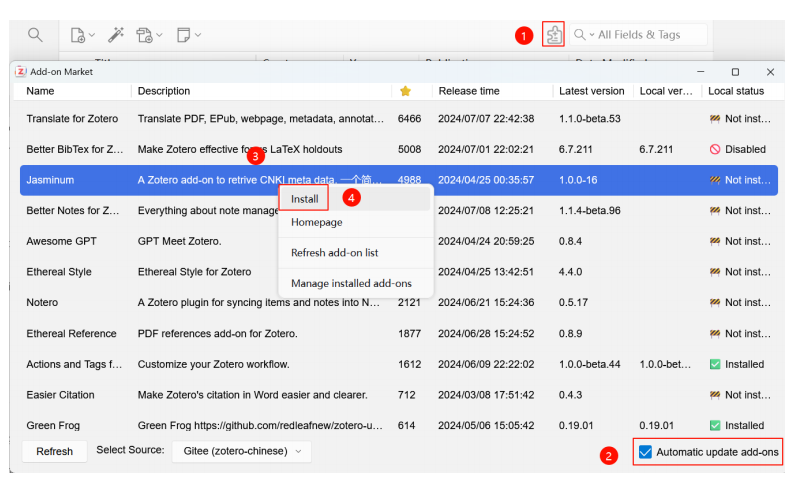 1
All Fields & Tags
Add-on Market
Name Description Release time Latest version Local ver... Local status
Translate for Zotero Translate PDF, EPub, webpage, metadata, annotat... 6466 2024/07/07 22:42:38 1.1.0-beta.53 Not inst...
Better BibTex for Z... Make Zotero effective for us LaTeX holdouts 5008 2024/07/01 22:02:21 6.7.211 6.7.211 Disabled
3
Jasminum A Zotero add-on to retrive CNKI meta data. 一个简... 4988 2024/04/25 00:35:57 1.0.0-16 Not inst...
Install 4
Better Notes for Z... Everything about note manage 2024/07/08 12:25:21 1.1.4-beta.96 Not inst...
Homepage
Awesome GPT GPT Meet Zotero. 2024/04/24 20:59:25 0.8.4 Not inst...
Refresh add-on list
Ethereal Style Ethereal Style for Zotero 2024/04/25 13:42:51 4.4.0 Not inst...
Manage installed add-ons
Notero A Zotero plugin for syncing items and notes into N... 2121 2024/06/21 15:24:36 0.5.17 Not inst...
Ethereal Reference PDF references add-on for Zotero. 1877 2024/06/28 15:24:52 0.8.9 Not inst...
Actions and Tags f... Customize your Zotero workflow. 1612 2024/06/09 22:22:02 1.0.0-beta.44 1.0.0-bet... Installed
Easier Citation Make Zotero's citation in Word easier and clearer. 712 2024/03/08 17:51:42 0.4.3 Not inst...
Green Frog Green Frog https://github.com/redleafnew/zotero-u... 614 2024/05/06 15:05:42 0.19.01 0.19.01 Installed
Refresh Select Source: Gitee (zotero-chinese) 2 Automatic update add-ons